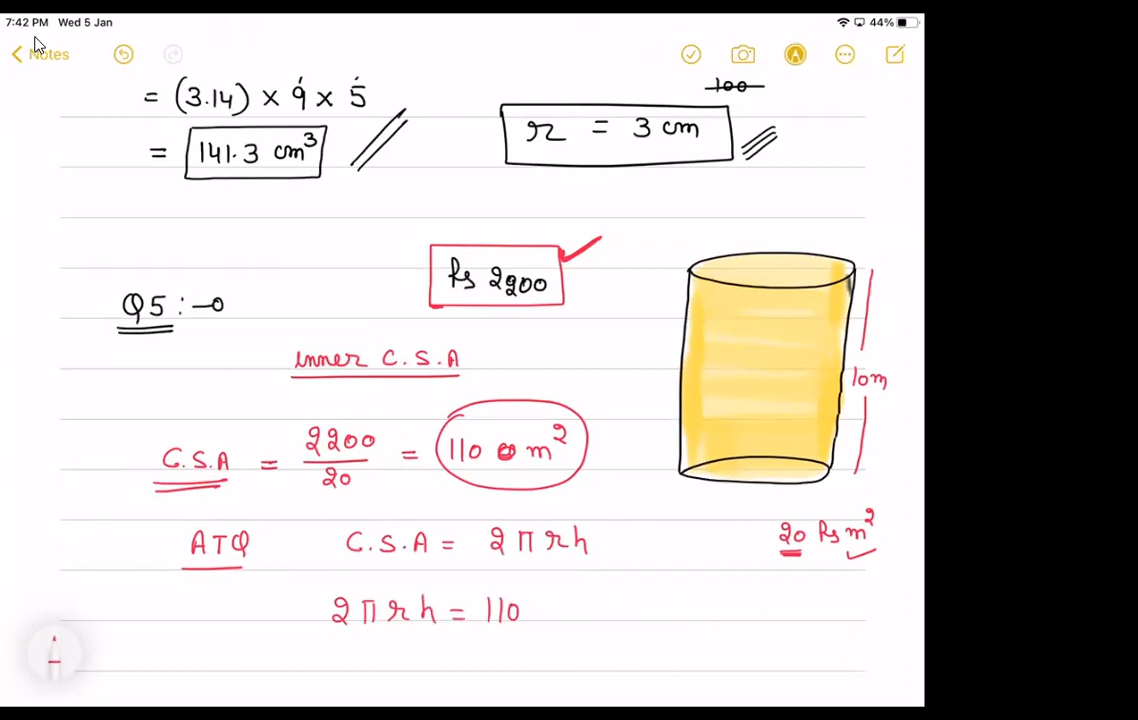 7:42 PM Wed 5 Jan
44%
Notes
= (3.14) × 9 × 5
= 141.3 cm³
100
r = 3 cm
Rs 2200
Q5 :-
inner C.S.A
10m
C.S.A = 2200/20 = 110 m²
20 Rs m²
ATQ C.S.A = 2πrh
2πrh = 110